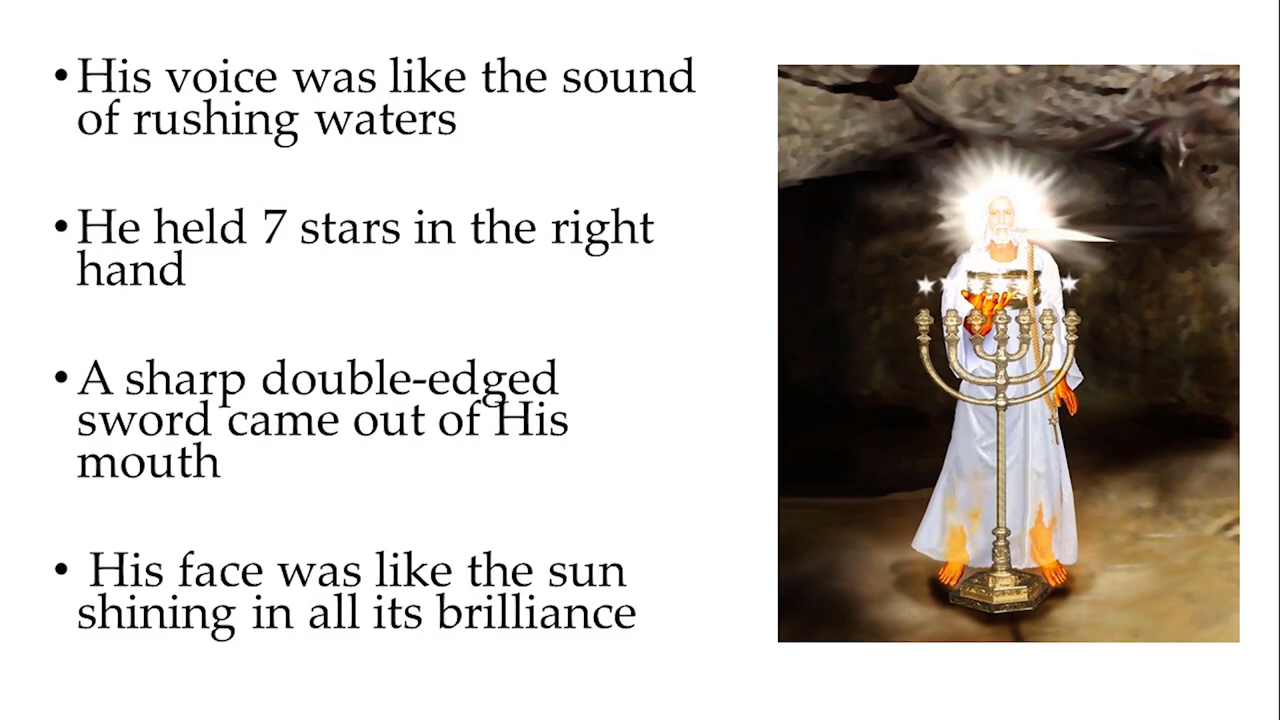 • His voice was like the sound
of rushing waters
• He held 7 stars in the right
hand
• A sharp double-edged
sword came out of His
mouth
• His face was like the sun
shining in all its brilliance